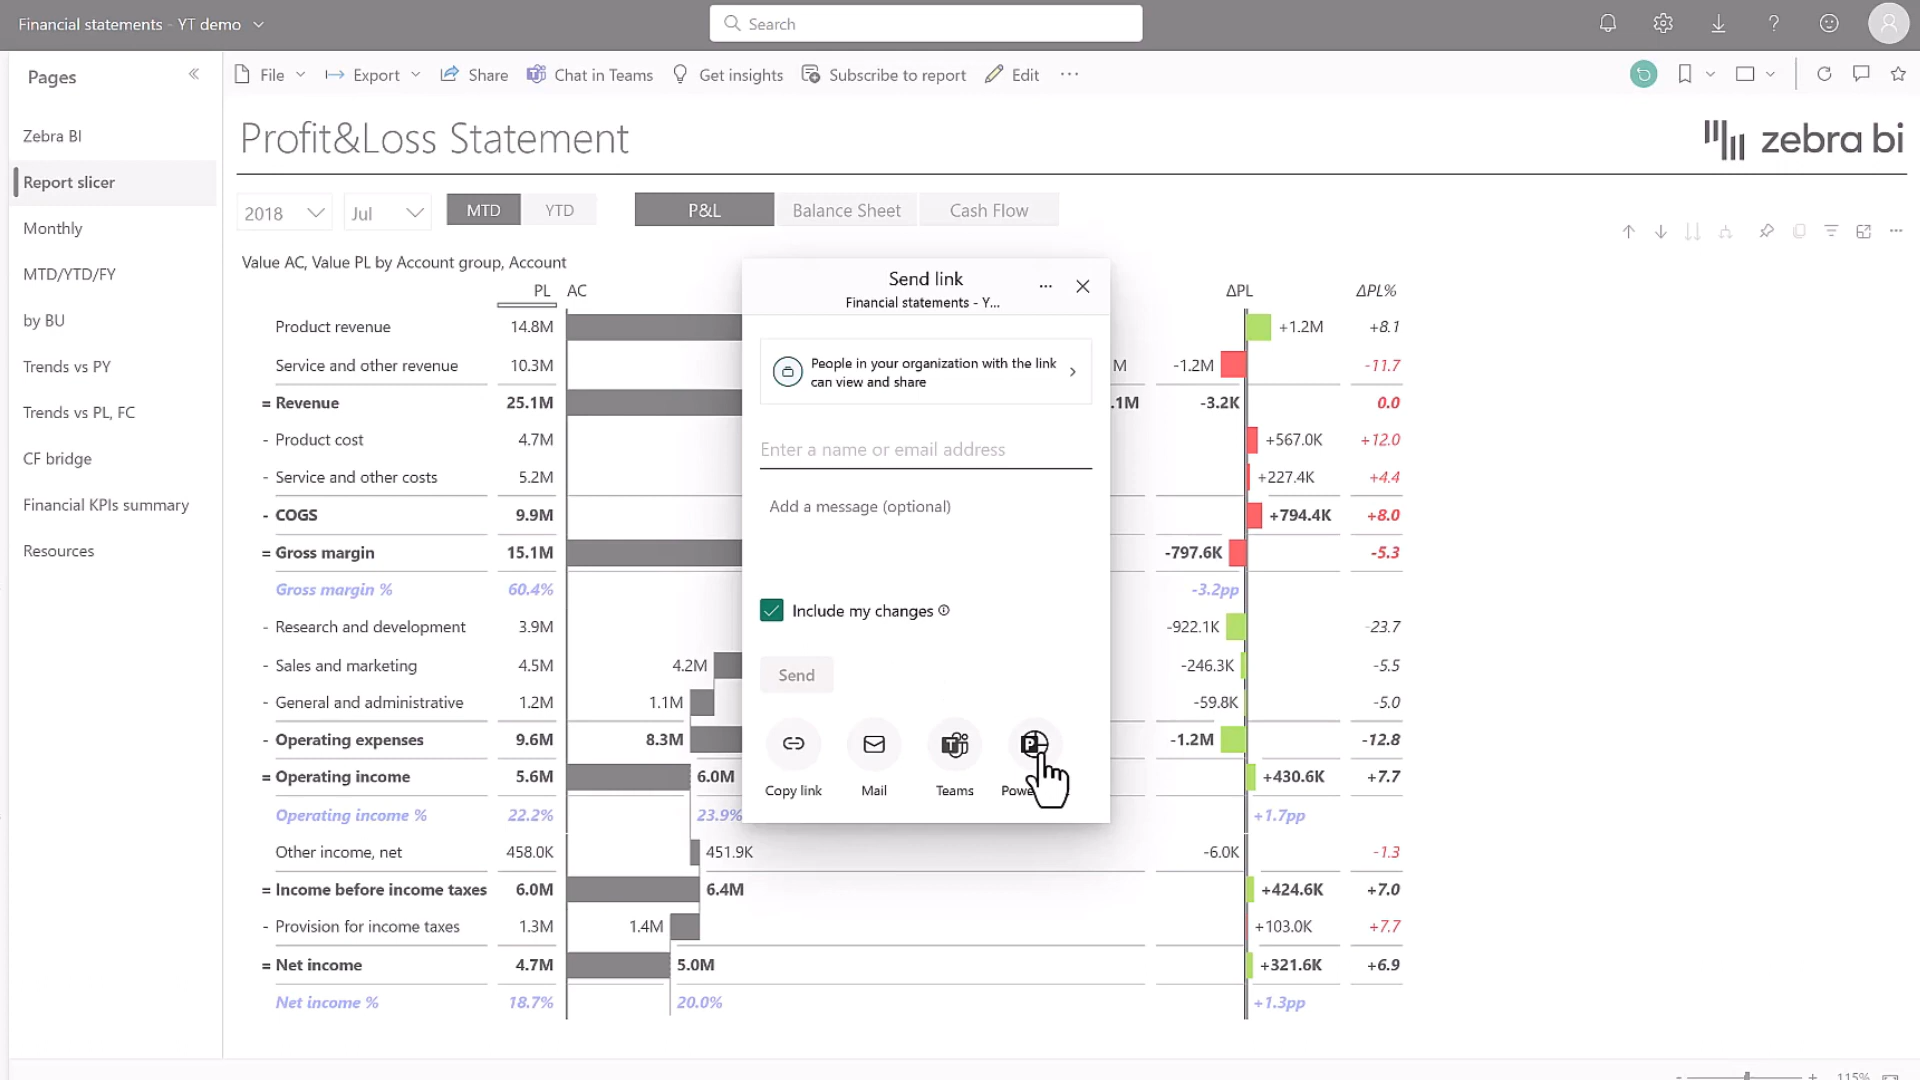 Financial statements - YT demo
Search
Pages
File
Export
Share
Chat in Teams
Get insights
Subscribe to report
Edit
Zebra BI
Report slicer
Monthly
MTD/YTD/FY
by BU
Trends vs PY
Trends vs PL, FC
CF bridge
Financial KPIs summary
Resources
Profit&Loss Statement
zebra bi
2018 Jul MTD YTD P&L Balance Sheet Cash Flow
Value AC, Value PL by Account group, Account
PL AC ΔPL ΔPL%
Product revenue 14.8M +1.2M +8.1
Service and other revenue 10.3M M -1.2M -11.7
= Revenue 25.1M .1M -3.2K 0.0
- Product cost 4.7M +567.0K +12.0
- Service and other costs 5.2M +227.4K +4.4
- COGS 9.9M +794.4K +8.0
= Gross margin 15.1M -797.6K -5.3
Gross margin % 60.4% -3.2pp
- Research and development 3.9M -922.1K -23.7
- Sales and marketing 4.5M 4.2M -246.3K -5.5
- General and administrative 1.2M 1.1M -59.8K -5.0
- Operating expenses 9.6M 8.3M -1.2M -12.8
= Operating income 5.6M 6.0M +430.6K +7.7
Operating income % 22.2% 23.9% +1.7pp
Other income, net 458.0K 451.9K -6.0K -1.3
= Income before income taxes 6.0M 6.4M +424.6K +7.0
- Provision for income taxes 1.3M 1.4M +103.0K +7.7
= Net income 4.7M 5.0M +321.6K +6.9
Net income % 18.7% 20.0% +1.3pp
Send link
Financial statements - Y...
People in your organization with the link
can view and share
Enter a name or email address
Add a message (optional)
Include my changes
Send
Copy link
Mail
Teams
Powe
115%